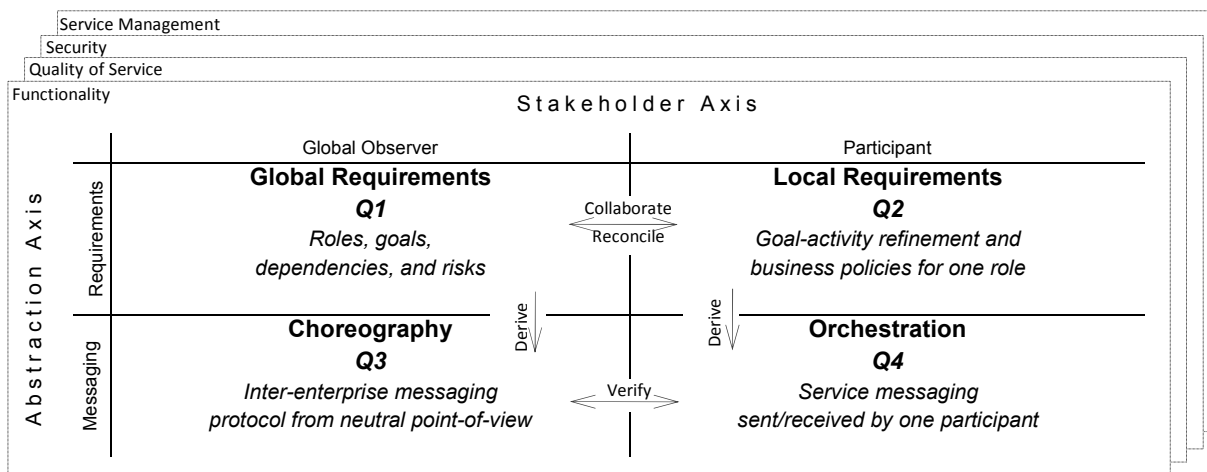 Service Management
Security
Quality of Service
Functionality
Stakeholder Axis
Global Observer
Participant
Abstraction Axis
Requirements
Global Requirements
Q1
Roles, goals,
dependencies, and risks
Collaborate
Reconcile
Local Requirements
Q2
Goal-activity refinement and
business policies for one role
Derive
Derive
Messaging
Choreography
Q3
Inter-enterprise messaging
protocol from neutral point-of-view
Verify
Orchestration
Q4
Service messaging
sent/received by one participant